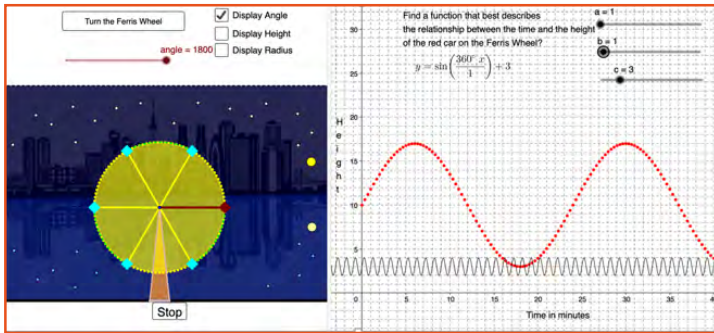 Turn the Ferris Wheel
Display Angle
Display Height
Display Radius
angle = 1800
Stop
Find a function that best describes
the relationship between the time and the height
of the red car on the Ferris Wheel?
y = sin(360° x / 1) + 3
a = 1
b = 1
c = 3
Height
30
25
20
15
10
5
0
5
10
15
20
25
30
35
40
Time in minutes